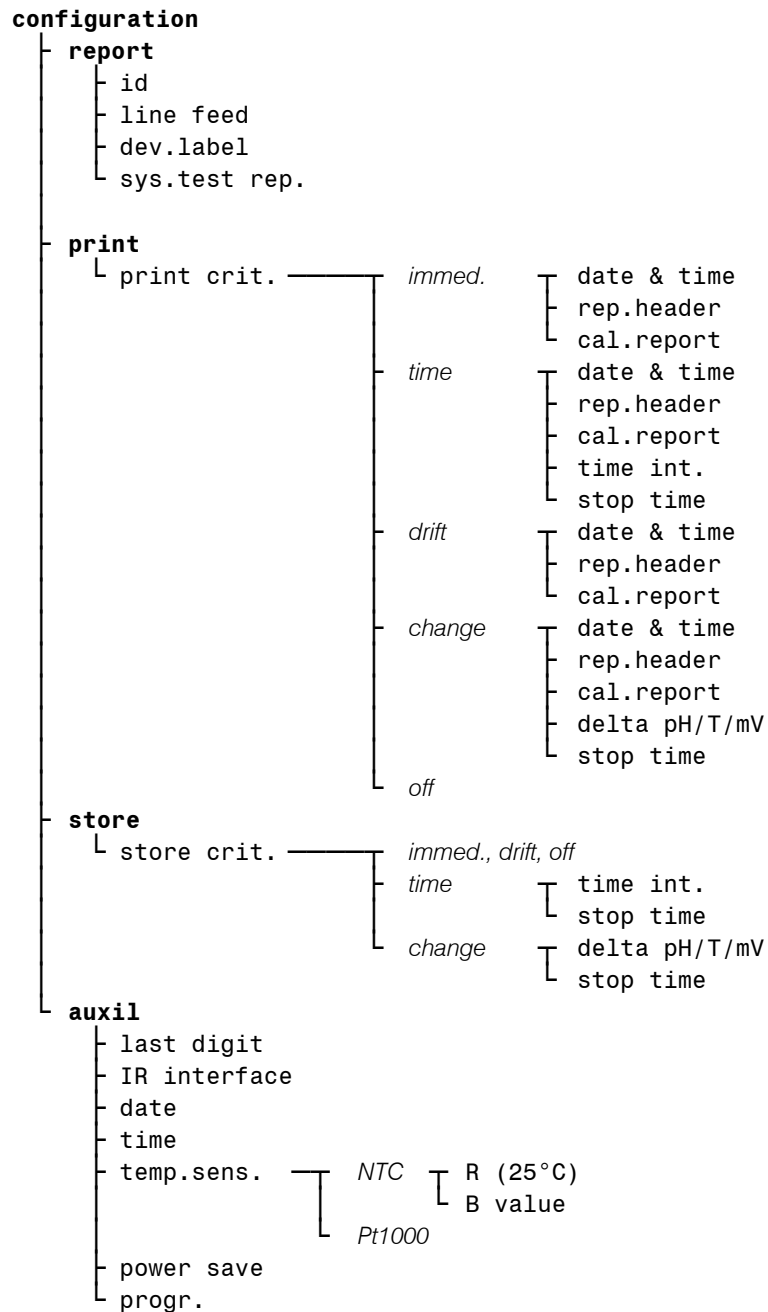 configuration
report
id
line feed
dev.label
sys.test rep.
print
print crit. immed. date & time
rep.header
cal.report
time date & time
rep.header
cal.report
time int.
stop time
drift date & time
rep.header
cal.report
change date & time
rep.header
cal.report
delta pH/T/mV
stop time
off
store
store crit. immed., drift, off
time time int.
stop time
change delta pH/T/mV
stop time
auxil
last digit
IR interface
date
time
temp.sens. NTC R (25°C)
B value
Pt1000
power save
progr.